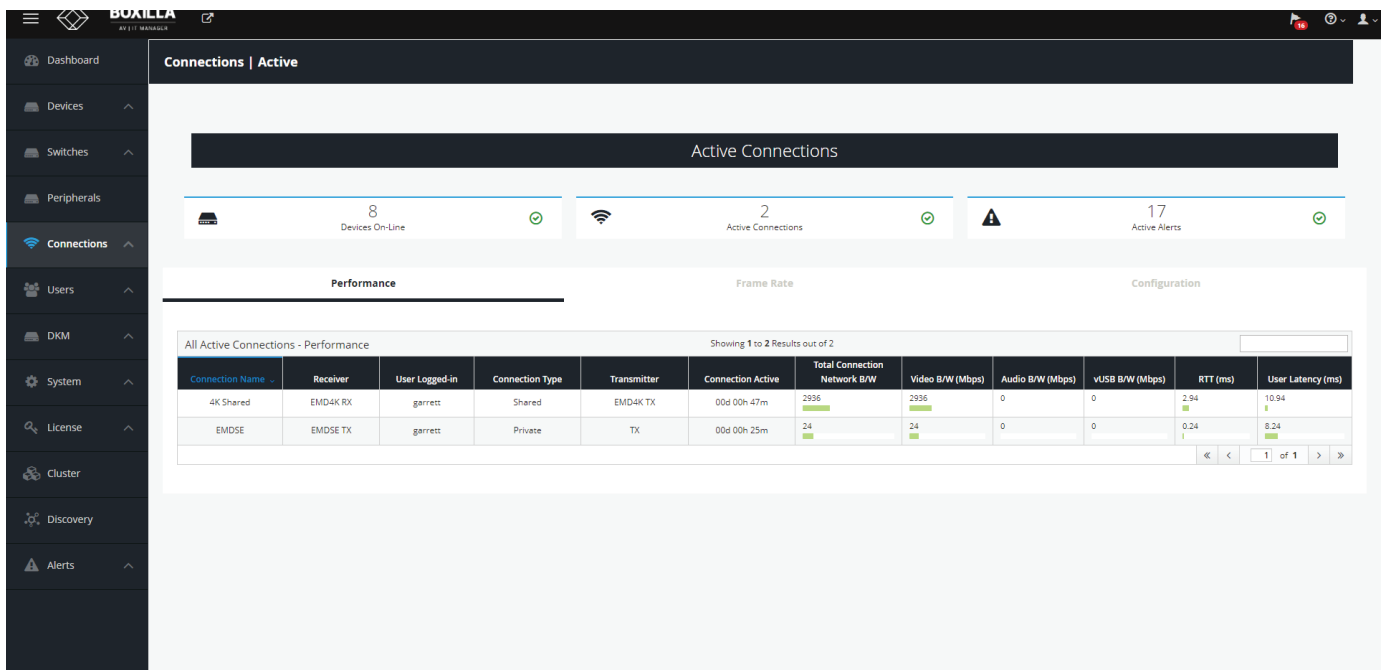 BOXILLA
AV | IT MANAGER
16
Dashboard
Devices
Switches
Peripherals
Connections
Users
DKM
System
License
Cluster
Discovery
Alerts
Connections | Active
Active Connections
8
Devices On-Line
2
Active Connections
17
Active Alerts
Performance Frame Rate Configuration
All Active Connections - Performance Showing 1 to 2 Results out of 2
Connection Name Receiver User Logged-in Connection Type Transmitter Connection Active Total Connection Network B/W Video B/W (Mbps) Audio B/W (Mbps) vUSB B/W (Mbps) RTT (ms) User Latency (ms)
4K Shared EMD4K RX garrett Shared EMD4K TX 00d 00h 47m 2936 2936 0 0 2.94 10.94
EMDSE EMDSE TX garrett Private TX 00d 00h 25m 24 24 0 0 0.24 8.24
« < 1 of 1 > »